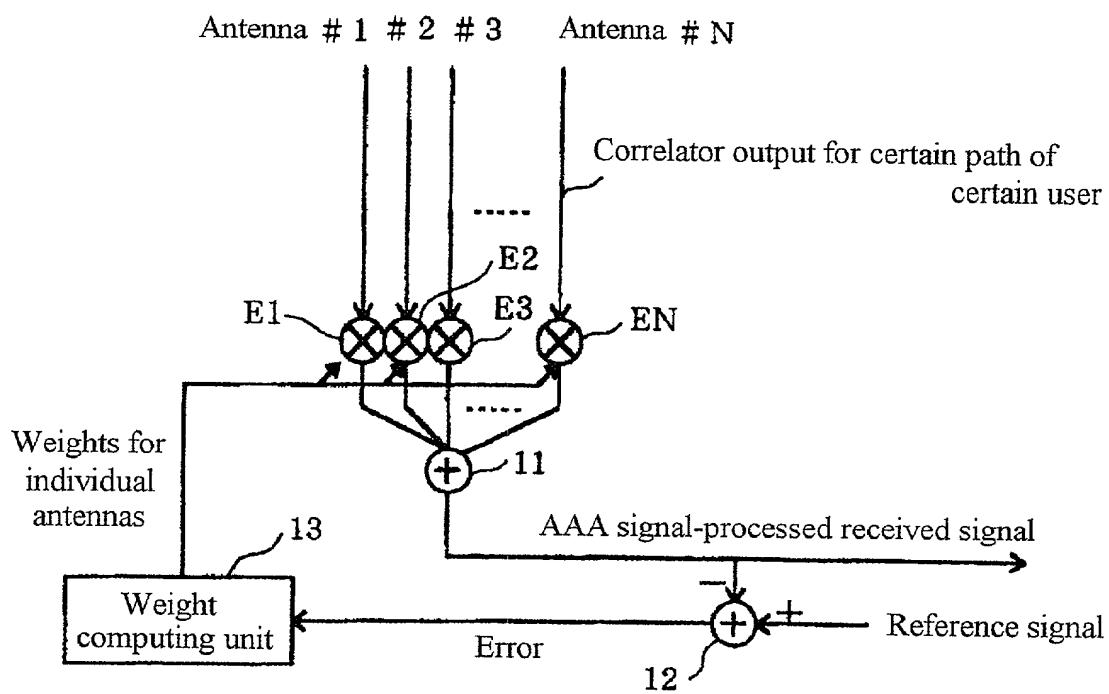 Antenna # 1 # 2 # 3 Antenna # N
Correlator output for certain path of
certain user
E1
E2
E3
EN
Weights for
individual
antennas
11
AAA signal-processed received signal
13
Weight
computing unit
Error
− +
Reference signal
12